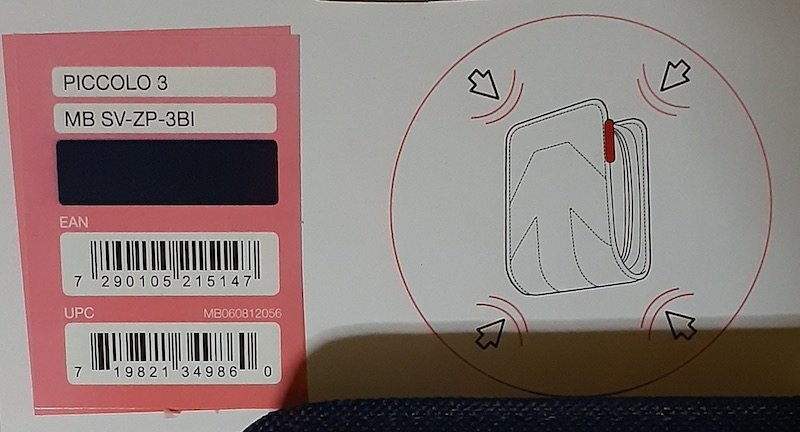 PICCOLO 3
MB SV-ZP-3BI
EAN
7 290105 215147
UPC MB060812056
7 19821 34986 0